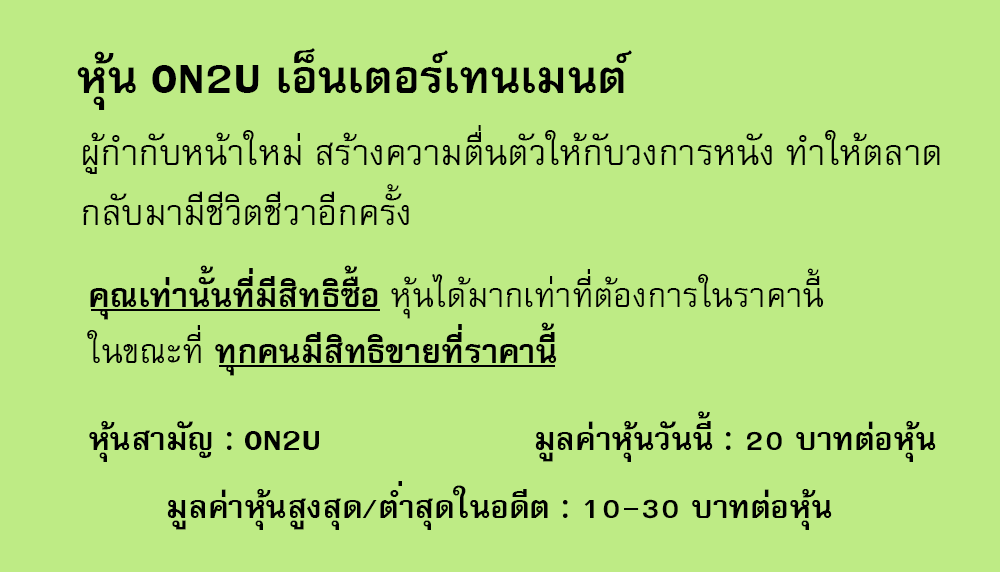 หุ้น ON2U เอ็นเตอร์เทนเมนต์
ผู้กำกับหน้าใหม่ สร้างความตื่นตัวให้กับวงการหนัง ทำให้ตลาด
กลับมามีชีวิตชีวาอีกครั้ง
คุณเท่านั้นที่มีสิทธิซื้อ หุ้นได้มากเท่าที่ต้องการในราคานี้
ในขณะที่ ทุกคนมีสิทธิขายที่ราคานี้
หุ้นสามัญ : ON2U มูลค่าหุ้นวันนี้ : 20 บาทต่อหุ้น
มูลค่าหุ้นสูงสุด/ต่ำสุดในอดีต : 10-30 บาทต่อหุ้น